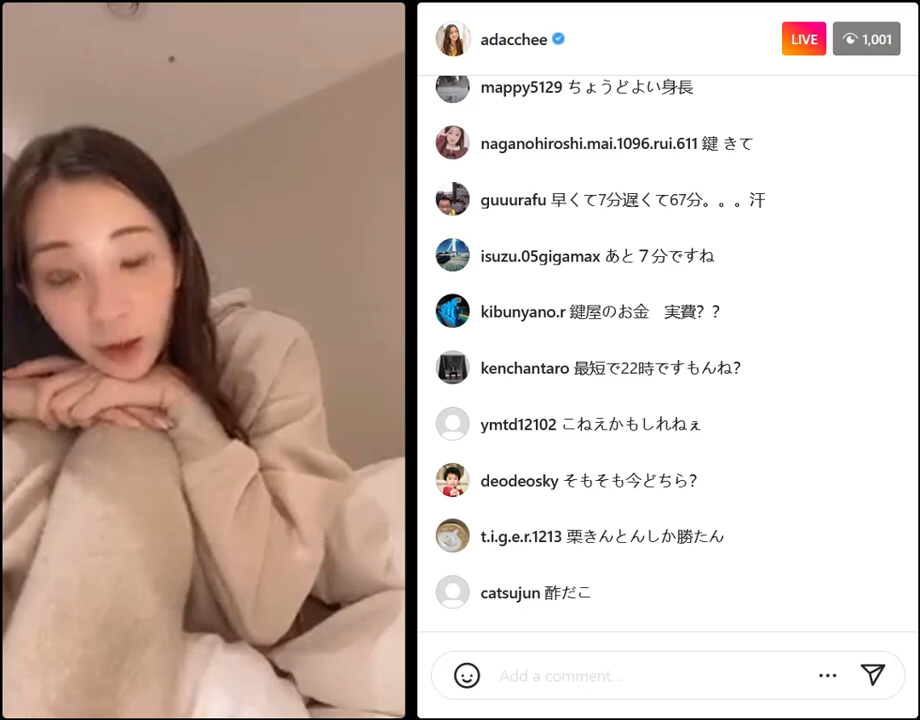 adacchee
LIVE
1,001
mappy5129 ちょうどよい身長
naganohiroshi.mai.1096.rui.611 鍵 きて
guuurafu 早くて7分遅くて67分。。。汗
isuzu.05gigamax あと７分ですね
kibunyano.r 鍵屋のお金　実費？？
kenchantaro 最短で22時ですもんね？
ymtd12102 こねえかもしれねぇ
deodeosky そもそも今どちら？
t.i.g.e.r.1213 栗きんとんしか勝たん
catsujun 酢だこ
Add a comment...